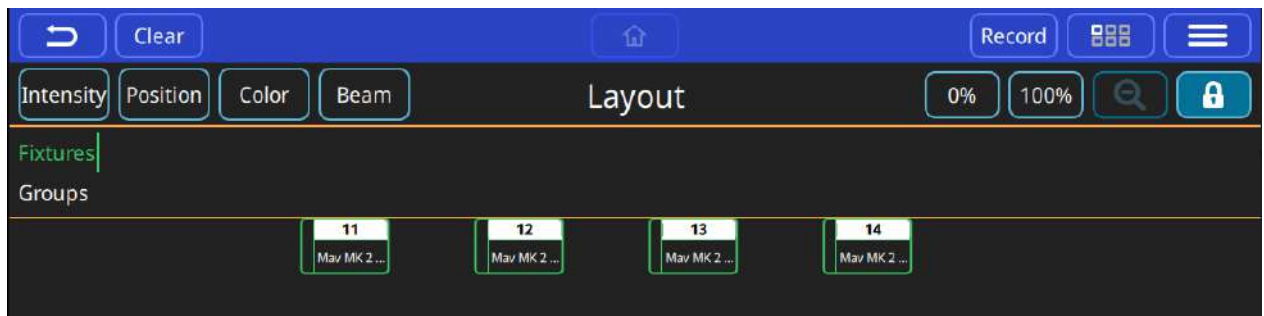 Clear
Record
Intensity Position Color Beam Layout 0% 100%
Fixtures
Groups
11 12 13 14
Mav MK 2 ... Mav MK 2 ... Mav MK 2 ... Mav MK 2 ...